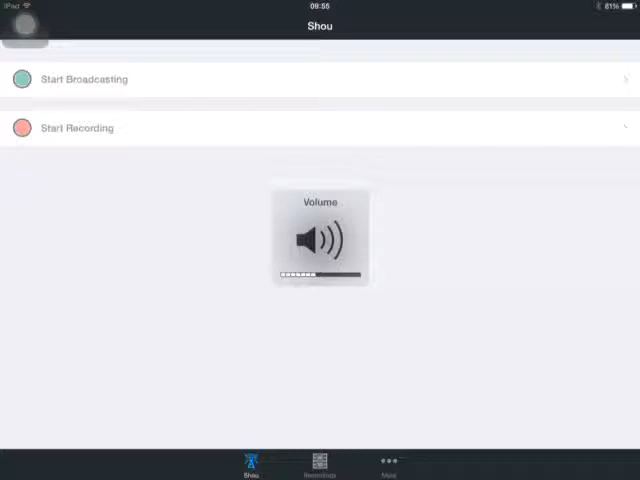 iPad 09:55 81%
Shou
Start Broadcasting
Start Recording
Volume
Shou Recordings More